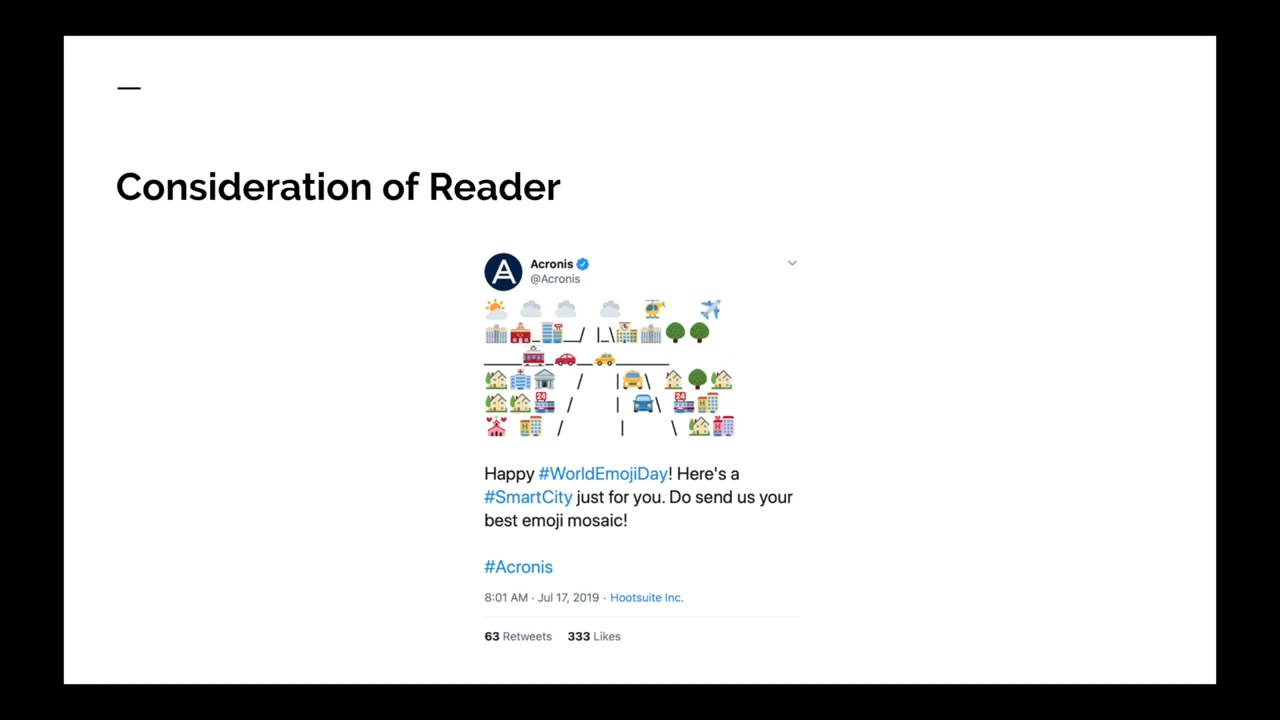 Consideration of Reader
Acronis
@Acronis
Happy #WorldEmojiDay! Here's a
#SmartCity just for you. Do send us your
best emoji mosaic!
#Acronis
8:01 AM · Jul 17, 2019 · Hootsuite Inc.
63 Retweets 333 Likes